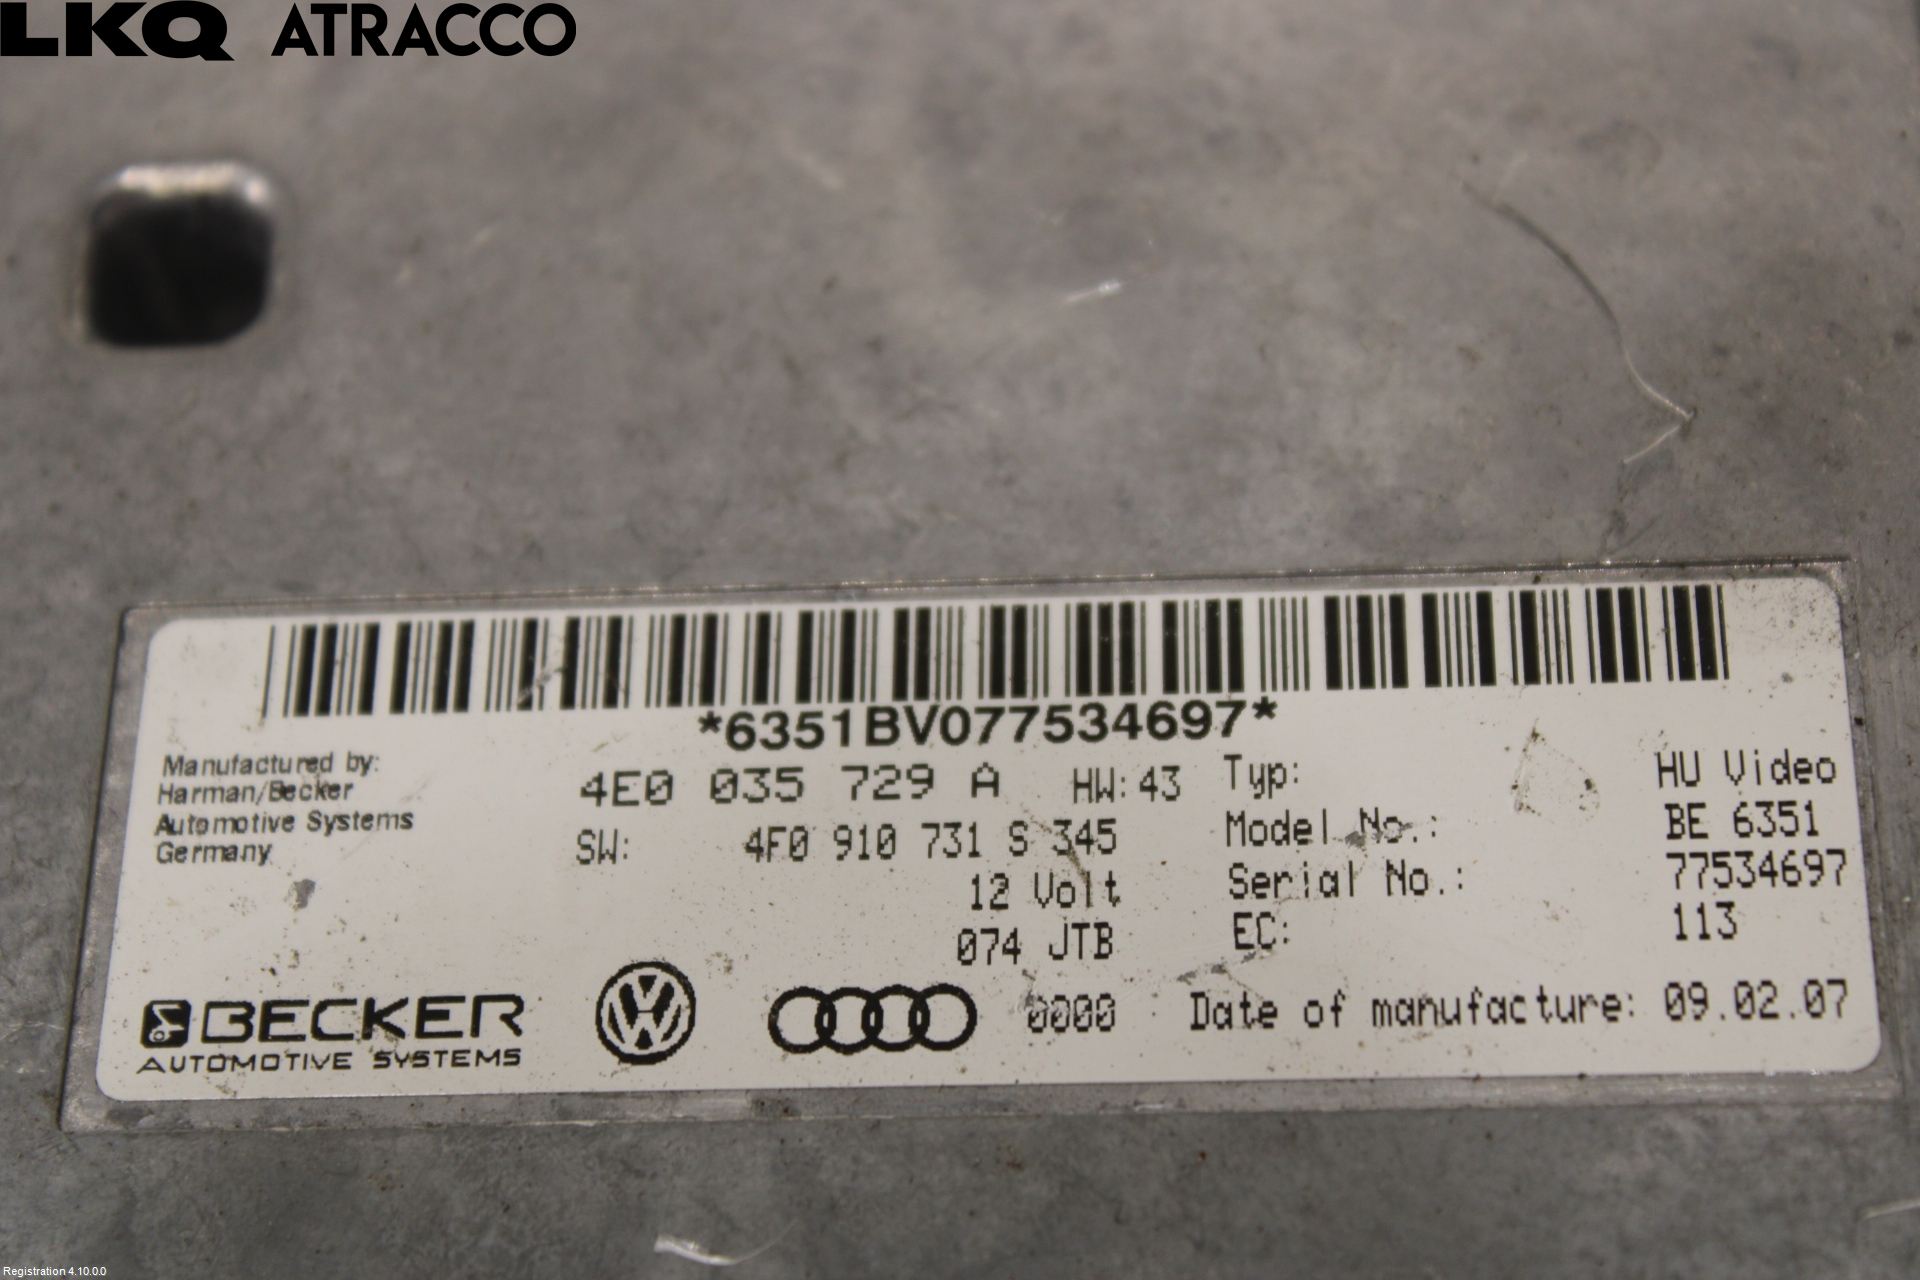 LKQ ATRACCO
*6351BV077534697*
Manufactured by:
Harman/Becker
Automotive Systems
Germany
4E0 035 729 A HW:43
SW: 4F0 910 731 S 345
12 Volt
074 JTB
Typ: HU Video
Model No.: BE 6351
Serial No.: 77534697
EC: 113
BECKER
AUTOMOTIVE SYSTEMS
0000 Date of manufacture: 09.02.07
Registration 4.10.0.0